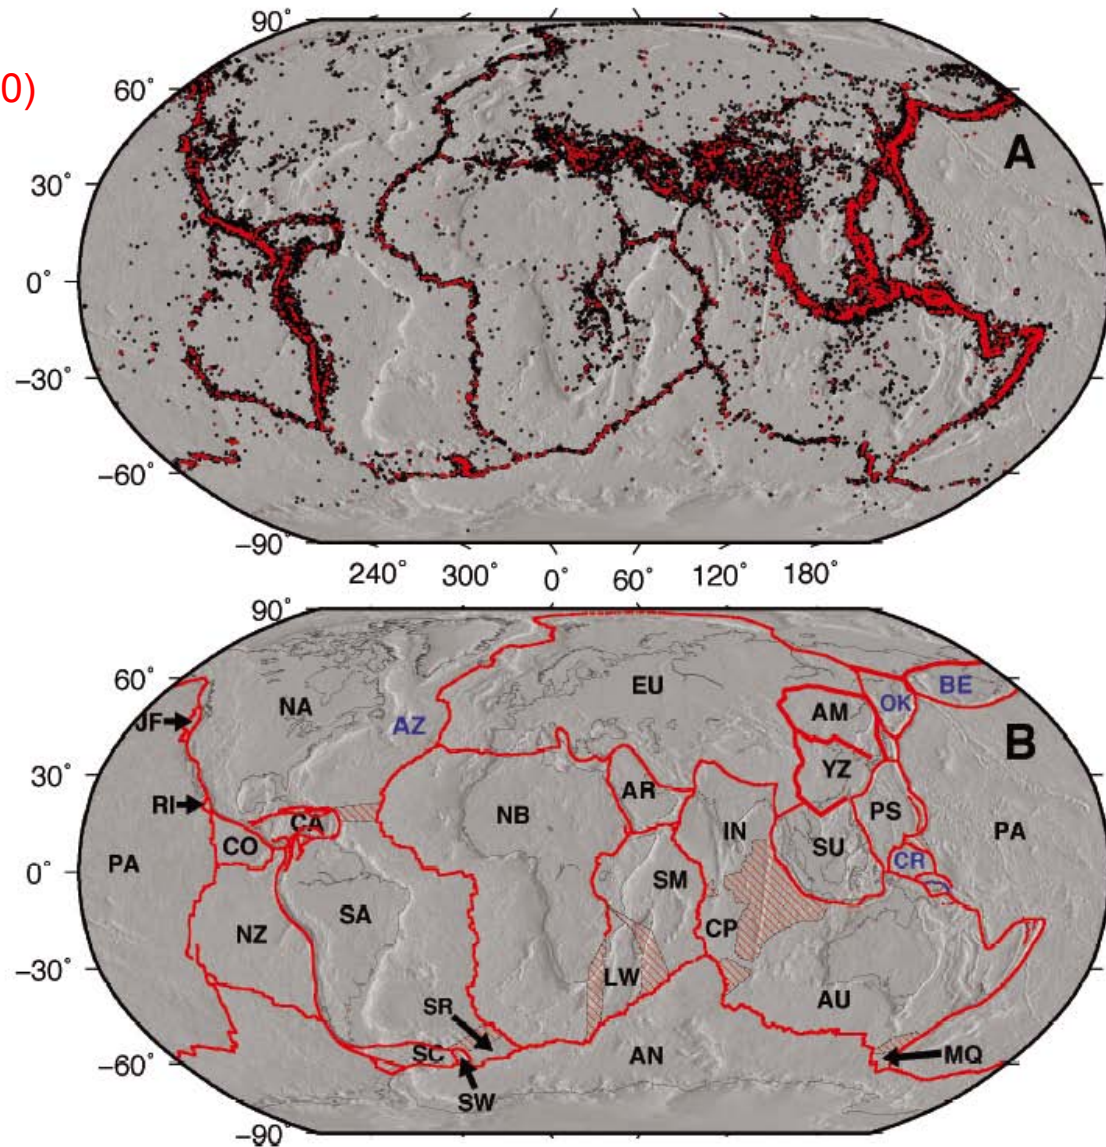 90°
0)
60°
A
30°
0°
−30°
−60°
−90°
240° 300° 0° 60° 120° 180°
90°
60°
NA EU BE
JF AZ AM OK
B
30°
YZ
RI AR PS
CA NB IN
CO SU PA
0° PA CR
SA SM
NZ CP
−30°
LW AU
SR
SC AN MQ
−60°
SW
−90°